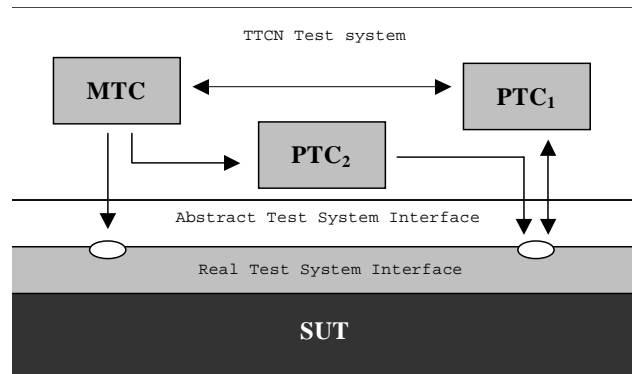 TTCN Test system
MTC
PTC₁
PTC₂
Abstract Test System Interface
Real Test System Interface
SUT